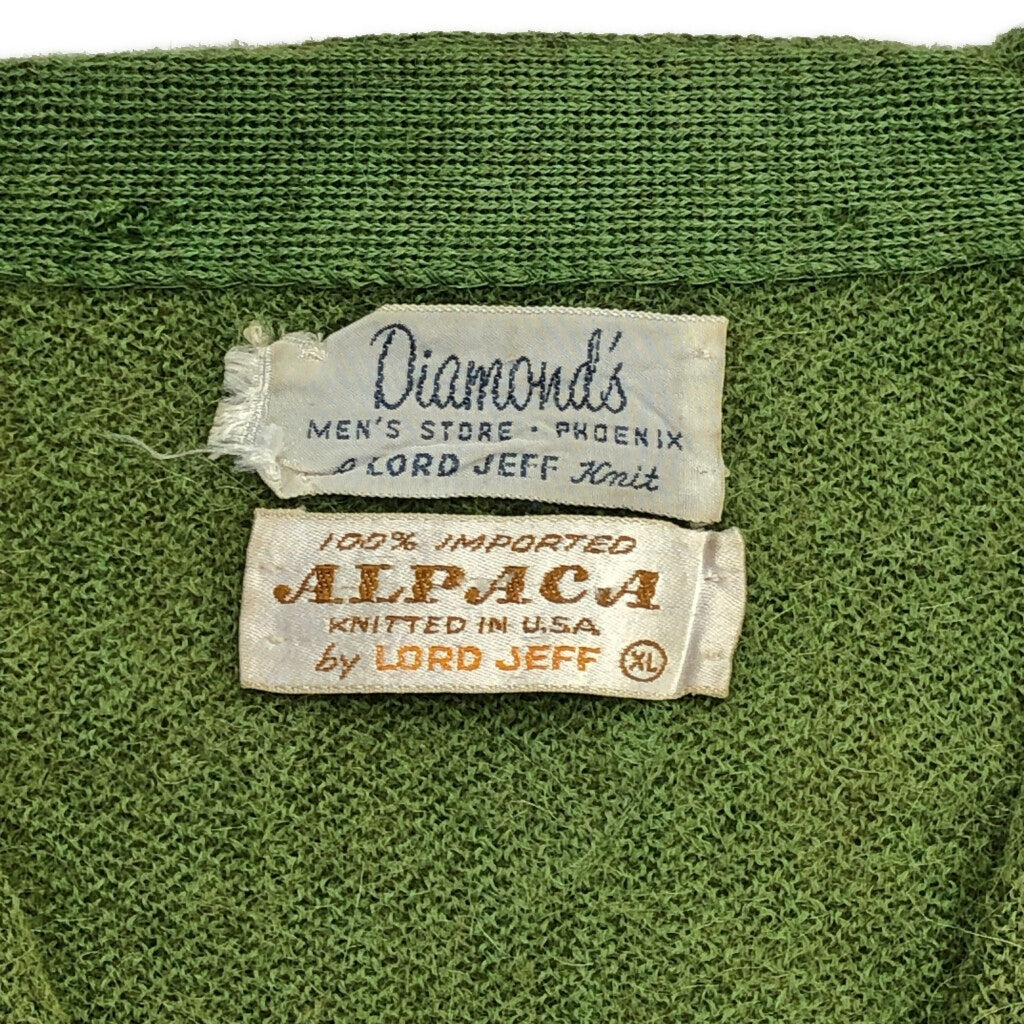 Diamond's
MEN'S STORE · PHOENIX
LORD JEFF Knit
100% IMPORTED
ALPACA
KNITTED IN U.S.A.
by LORD JEFF XL